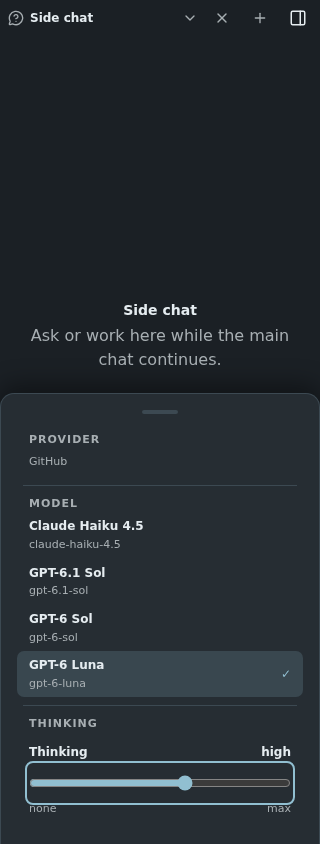 Side chat
Side chat
Ask or work here while the main
chat continues.
PROVIDER
GitHub
MODEL
Claude Haiku 4.5
claude-haiku-4.5
GPT-6.1 Sol
gpt-6.1-sol
GPT-6 Sol
gpt-6-sol
GPT-6 Luna
gpt-6-luna
✓
THINKING
Thinking high
none max